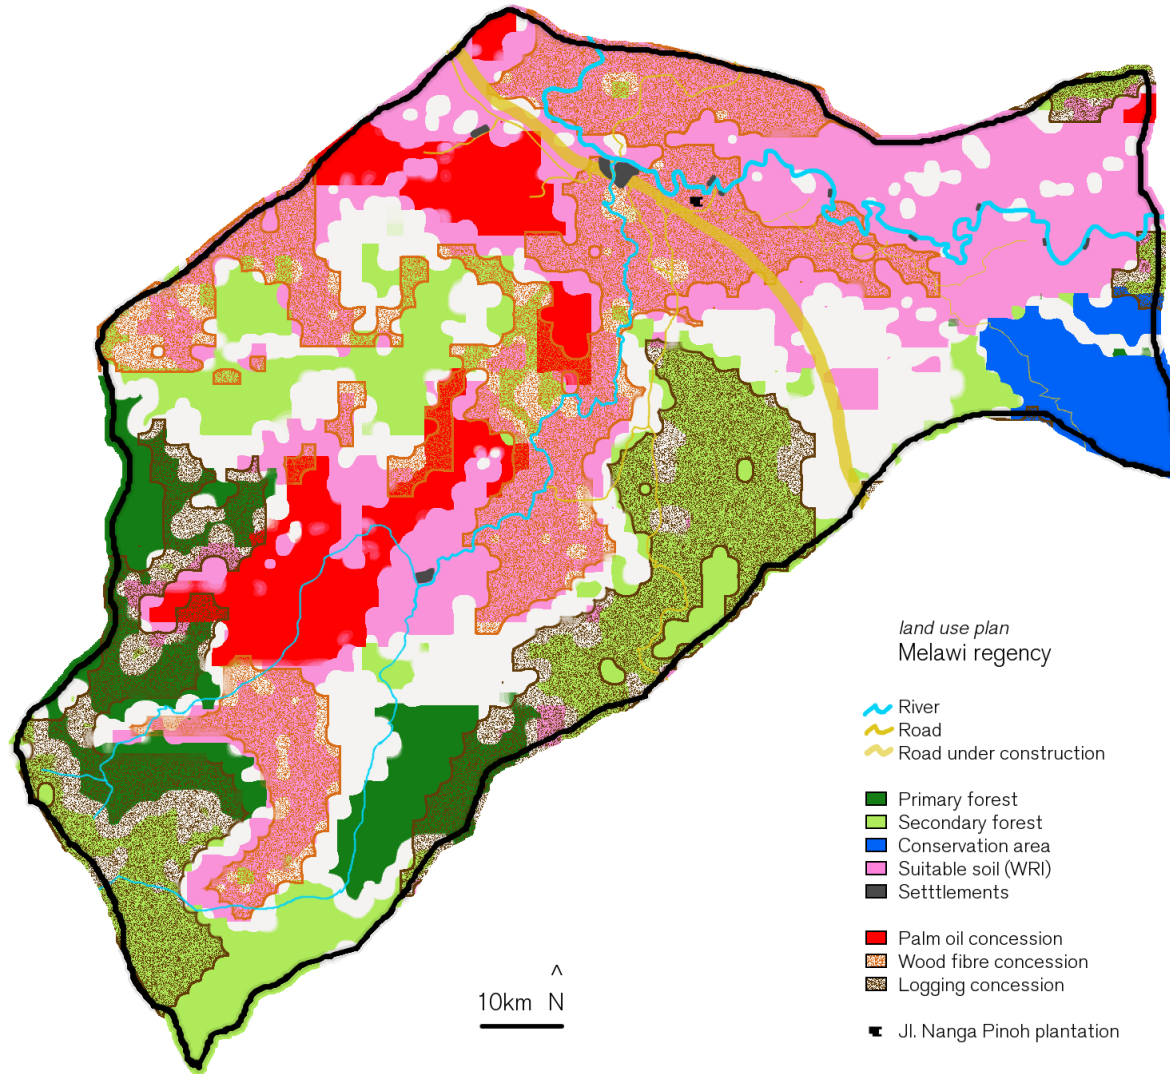 land use plan
Melawi regency
River
Road
Road under construction
Primary forest
Secondary forest
Conservation area
Suitable soil (WRI)
Setttlements
Palm oil concession
Wood fibre concession
Logging concession
Jl. Nanga Pinoh plantation
^
10km N